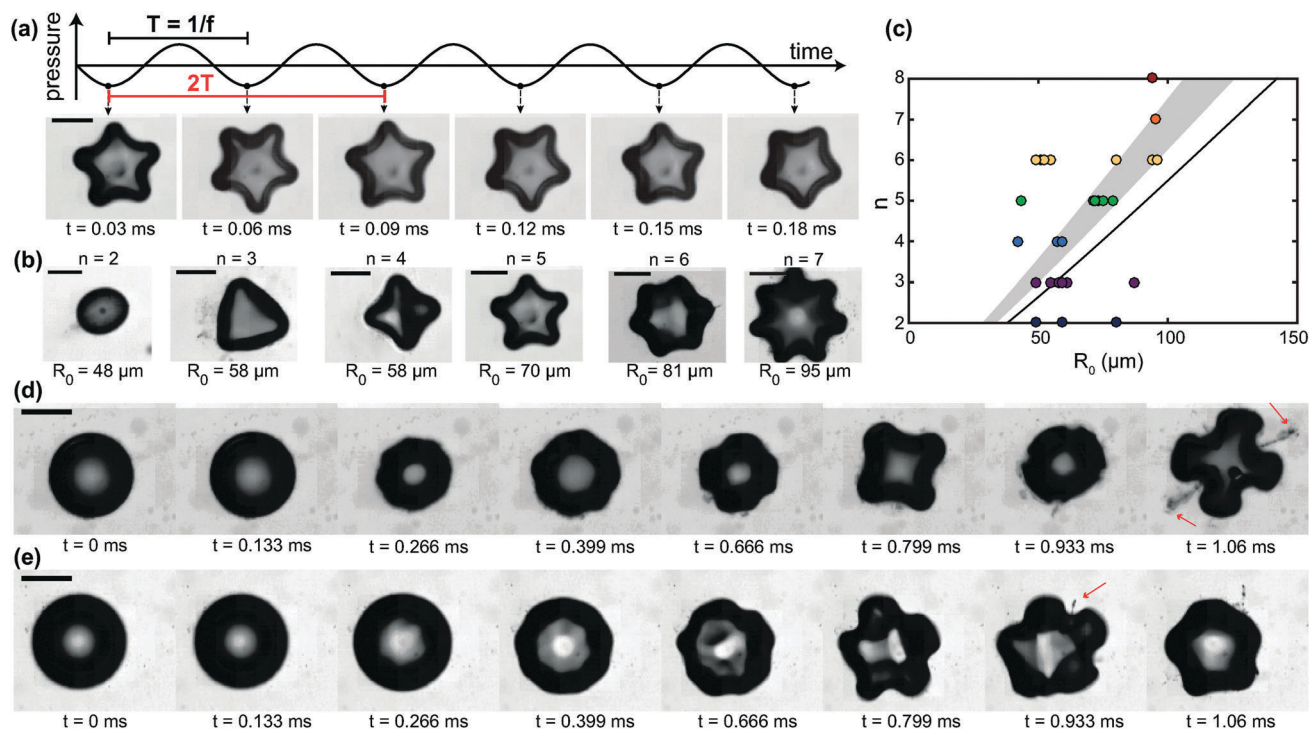 (a)
T = 1/f
pressure
time
2T
t = 0.03 ms t = 0.06 ms t = 0.09 ms t = 0.12 ms t = 0.15 ms t = 0.18 ms
(b)
n = 2 n = 3 n = 4 n = 5 n = 6 n = 7
R₀ = 48 µm R₀ = 58 µm R₀ = 58 µm R₀ = 70 µm R₀ = 81 µm R₀ = 95 µm
(c)
n
8
7
6
5
4
3
2
0 50 100 150
R₀ (µm)
(d)
t = 0 ms t = 0.133 ms t = 0.266 ms t = 0.399 ms t = 0.666 ms t = 0.799 ms t = 0.933 ms t = 1.06 ms
(e)
t = 0 ms t = 0.133 ms t = 0.266 ms t = 0.399 ms t = 0.666 ms t = 0.799 ms t = 0.933 ms t = 1.06 ms